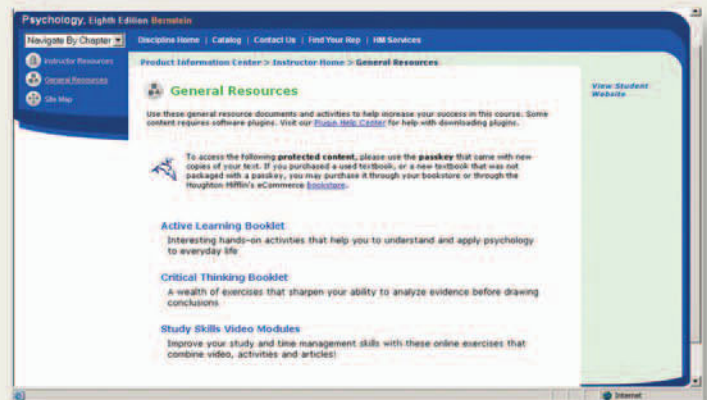 Psychology, Eighth Edition Bernstein
Navigate By Chapter
Discipline Home | Catalog | Contact Us | Find Your Rep | HM Services
Instructor Resources
General Resources
Site Map
Product Information Center > Instructor Home > General Resources
View Student
Website
General Resources
Use these general resource documents and activities to help increase your success in this course. Some
content requires software plugins. Visit our Plugin Help Center for help with downloading plugins.
To access the following protected content, please use the passkey that came with new
copies of your text. If you purchased a used textbook, or a new textbook that was not
packaged with a passkey, you may purchase it through your bookstore or through the
Houghton Mifflin's eCommerce Bookstore.
Active Learning Booklet
Interesting hands-on activities that help you to understand and apply psychology
to everyday life
Critical Thinking Booklet
A wealth of exercises that sharpen your ability to analyze evidence before drawing
conclusions
Study Skills Video Modules
Improve your study and time management skills with these online exercises that
combine video, activities and articles!
Internet